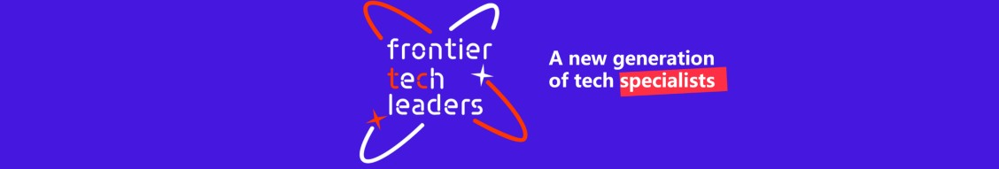 frontier
tech
leaders
A new generation
of tech specialists